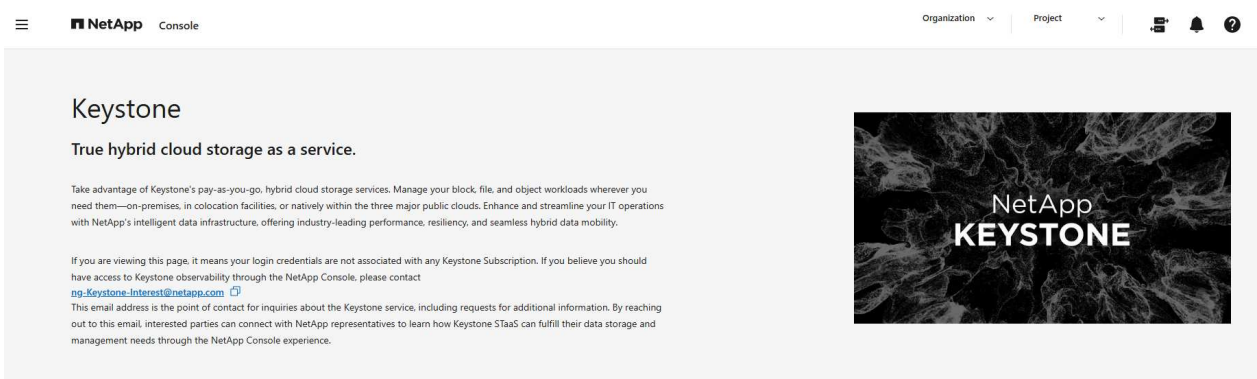 NetApp Console
Organization
Project
Keystone
True hybrid cloud storage as a service.
Take advantage of Keystone's pay-as-you-go, hybrid cloud storage services. Manage your block, file, and object workloads wherever you
need them—on-premises, in colocation facilities, or natively within the three major public clouds. Enhance and streamline your IT operations
with NetApp's intelligent data infrastructure, offering industry-leading performance, resiliency, and seamless hybrid data mobility.
If you are viewing this page, it means your login credentials are not associated with any Keystone Subscription. If you believe you should
have access to Keystone observability through the NetApp Console, please contact
ng-Keystone-Interest@netapp.com
This email address is the point of contact for inquiries about the Keystone service, including requests for additional information. By reaching
out to this email, interested parties can connect with NetApp representatives to learn how Keystone STaaS can fulfill their data storage and
management needs through the NetApp Console experience.
NetApp
KEYSTONE